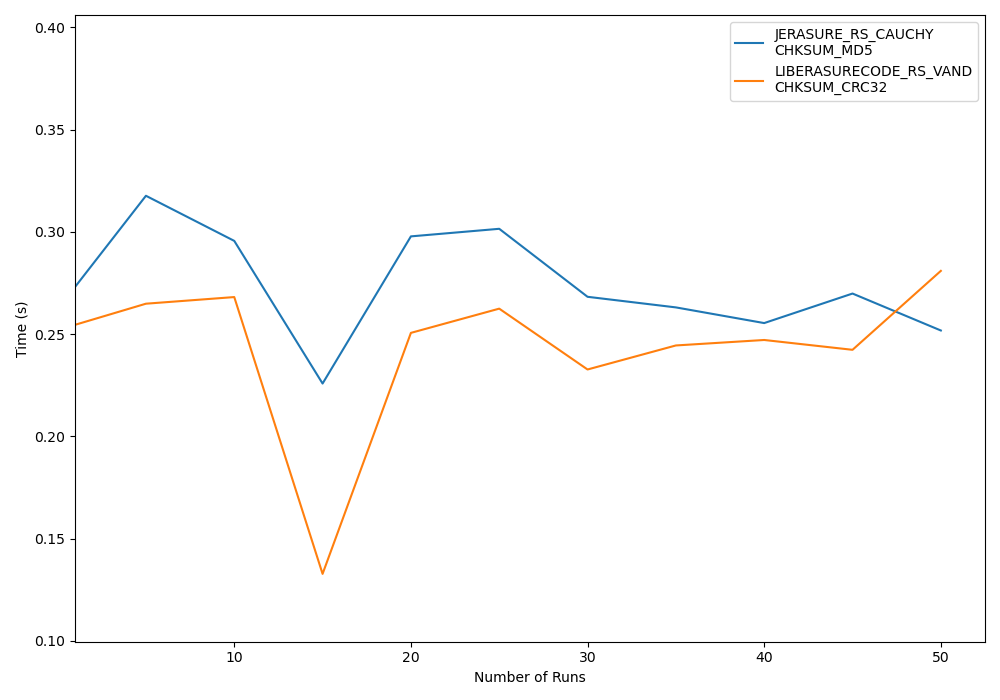 JERASURE_RS_CAUCHY
CHKSUM_MD5
LIBERASURECODE_RS_VAND
CHKSUM_CRC32
0.40
0.35
0.30
0.25
0.20
0.15
0.10
Time (s)
10 20 30 40 50
Number of Runs